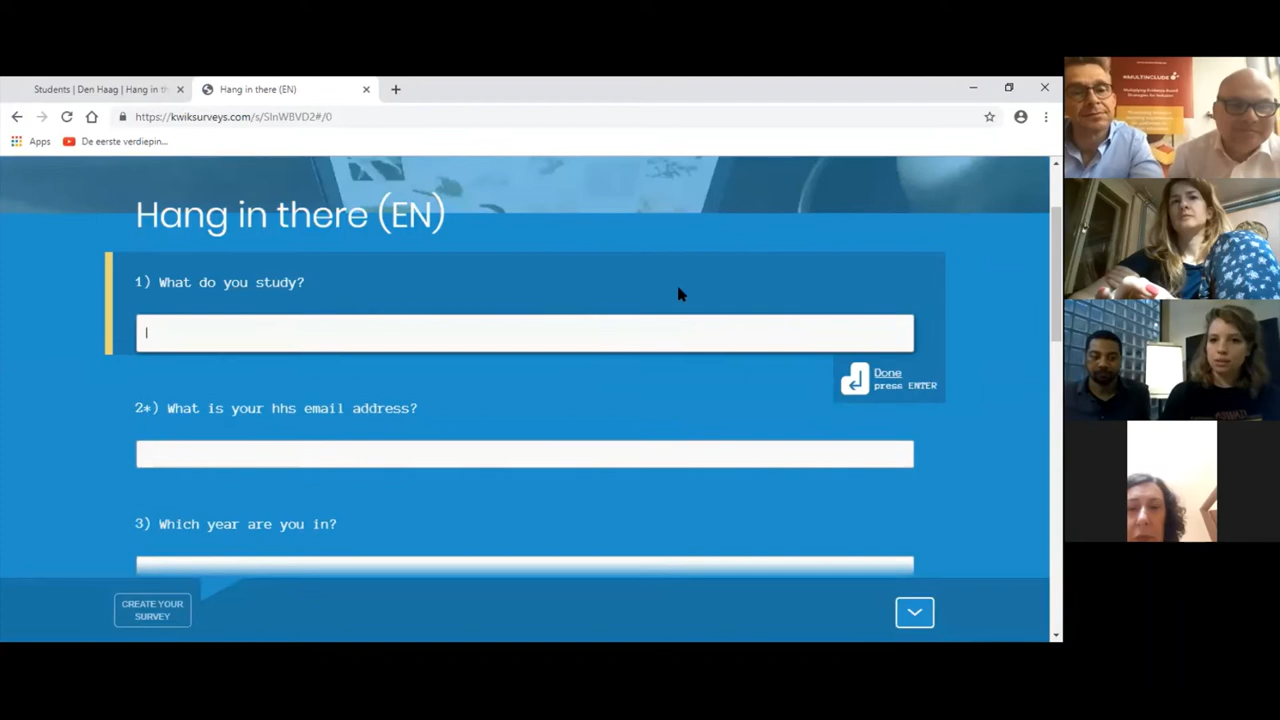 Students | Den Haag | Hang in th
Hang in there (EN)
https://kwiksurveys.com/s/SInWBVD2#/0
Apps
De eerste verdiepin...
Hang in there (EN)
1) What do you study?
Done
press ENTER
2*) What is your hhs email address?
3) Which year are you in?
CREATE YOUR
SURVEY
#MULTINCLUDE